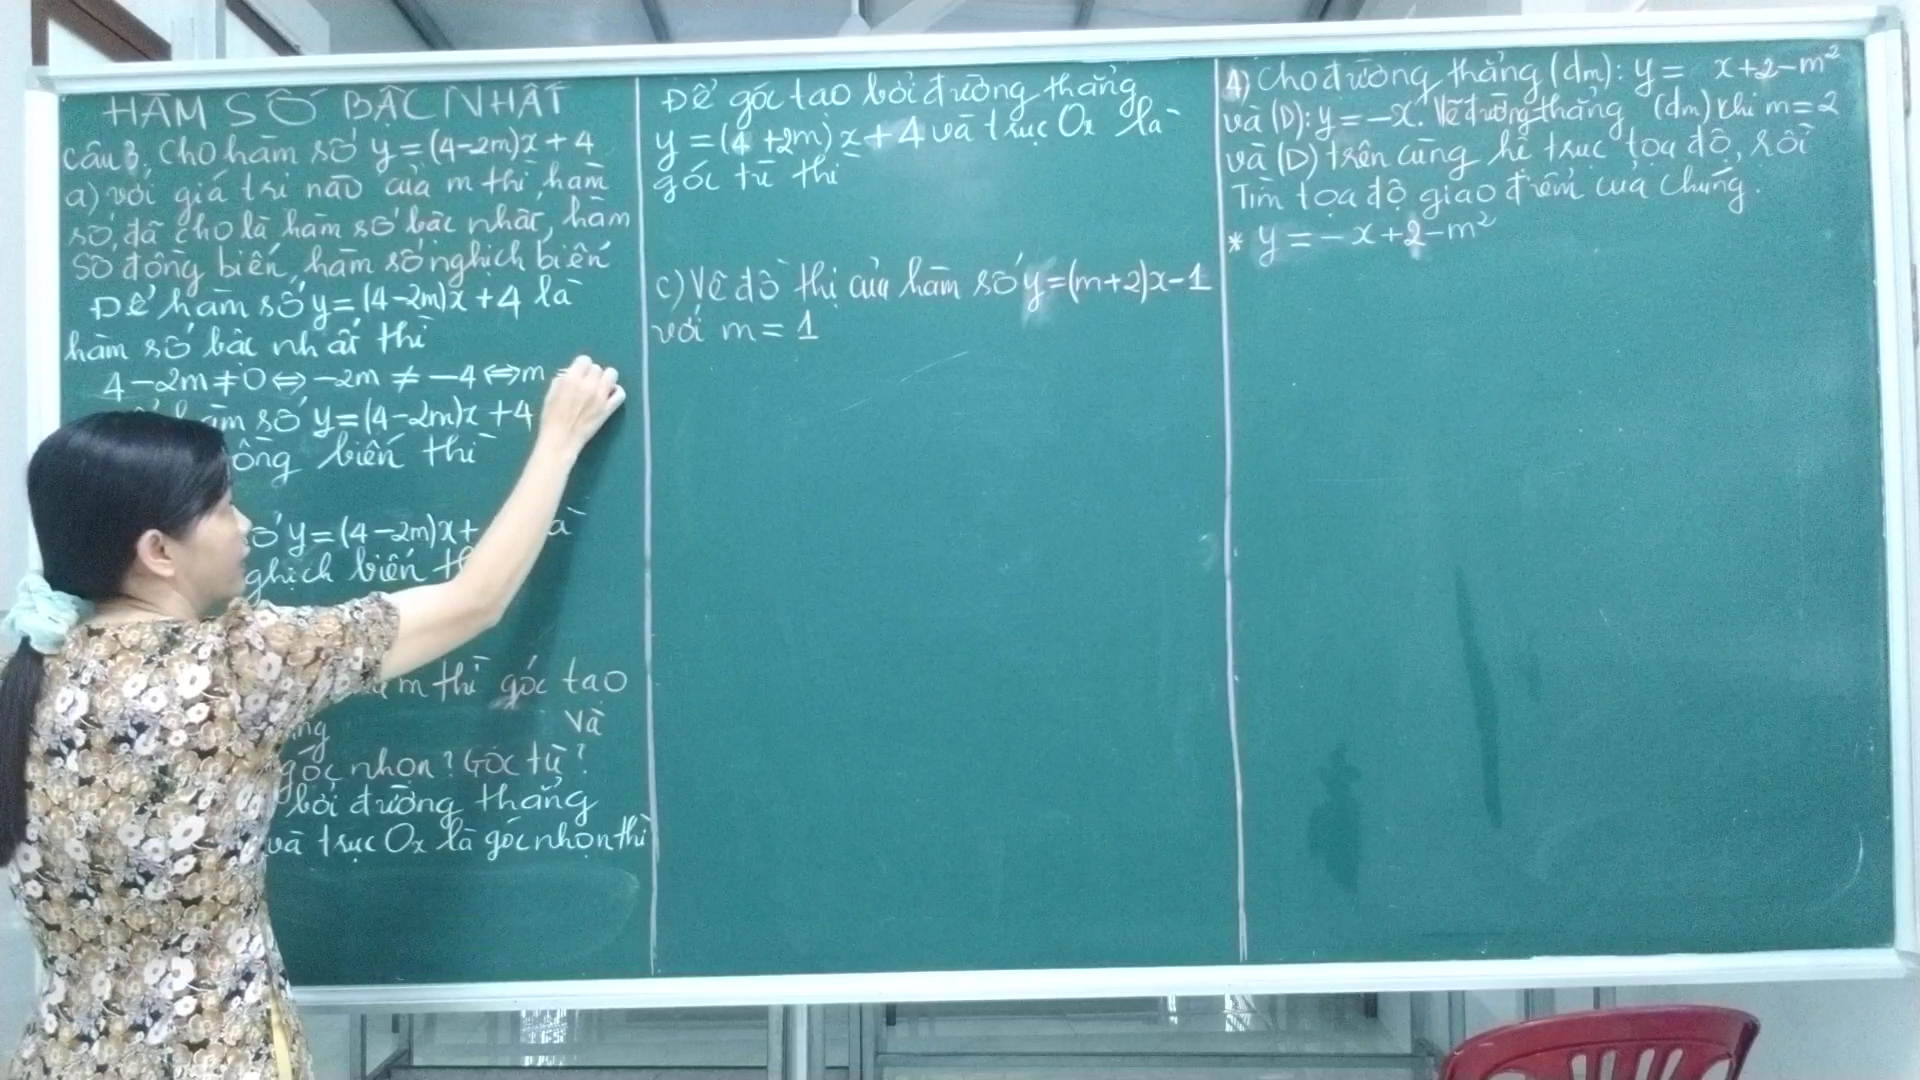 HÀM SỐ BẬC NHẤT
Câu 3: Cho hàm số y=(4-2m)x+4
a) với giá trị nào của m thì hàm
số đã cho là hàm số bậc nhất, hàm
số đồng biến, hàm số nghịch biến
Để hàm số y=(4-2m)x+4 là
hàm số bậc nhất thì
4-2m≠0⇔-2m ≠ -4⇔m
số y=(4-2m)x+4
biến thì
y=(4-2m)x+
biến
thì góc tạo
và
góc nhọn? Góc tù?
bởi đường thẳng
và trục Ox là góc nhọn thì
Để góc tạo bởi đường thẳng
y=(4+2m)x+4 và trục Ox là
góc tù thì
c) Vẽ đồ thị của hàm số y=(m+2)x-1
với m = 1
4) Cho đường thẳng (dm): y= x+2-m²
và (D): y=-x. Vẽ đường thẳng (dm) khi m=2
và (D) trên cùng hệ trục tọa độ, rồi
Tìm tọa độ giao điểm của chúng.
* y=-x+2-m²